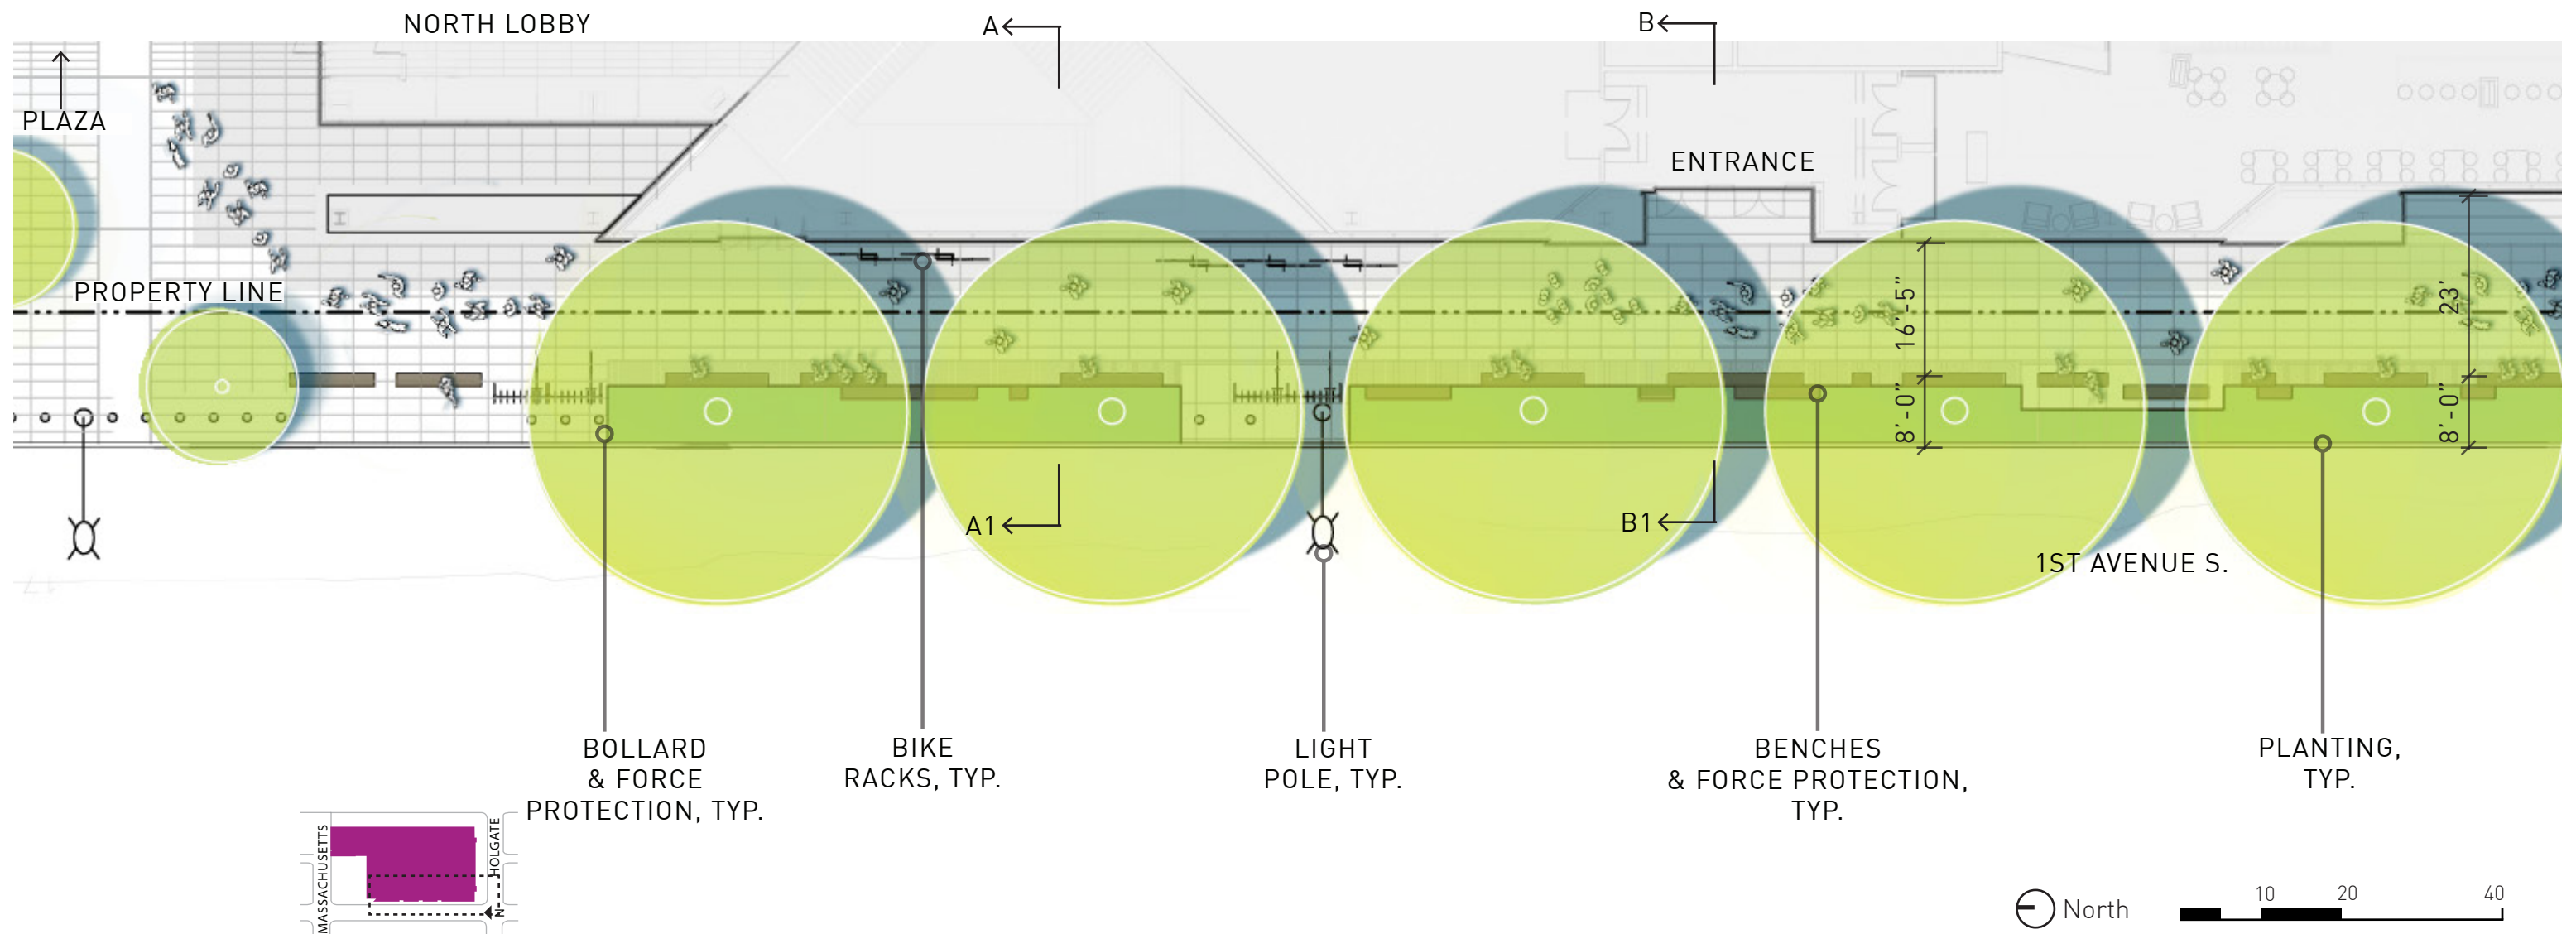 NORTH LOBBY
A
B
PLAZA
ENTRANCE
PROPERTY LINE
16'-5"
23'
8'-0"
8'-0"
A1
B1
1ST AVENUE S.
BOLLARD
& FORCE
PROTECTION, TYP.
BIKE
RACKS, TYP.
LIGHT
POLE, TYP.
BENCHES
& FORCE PROTECTION,
TYP.
PLANTING,
TYP.
MASSACHUSETTS
HOLGATE
N
North
10
20
40